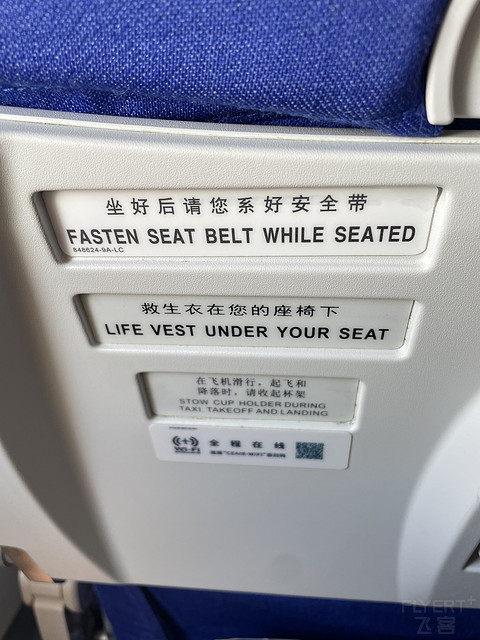 坐好后请您系好安全带
FASTEN SEAT BELT WHILE SEATED
848624-9A-LC
救生衣在您的座椅下
LIFE VEST UNDER YOUR SEAT
在飞机滑行，起飞和
降落时，请收起杯架
STOW CUP HOLDER DURING
TAXI, TAKEOFF AND LANDING
Wi-Fi
全程在线
FLYERT+
飞客